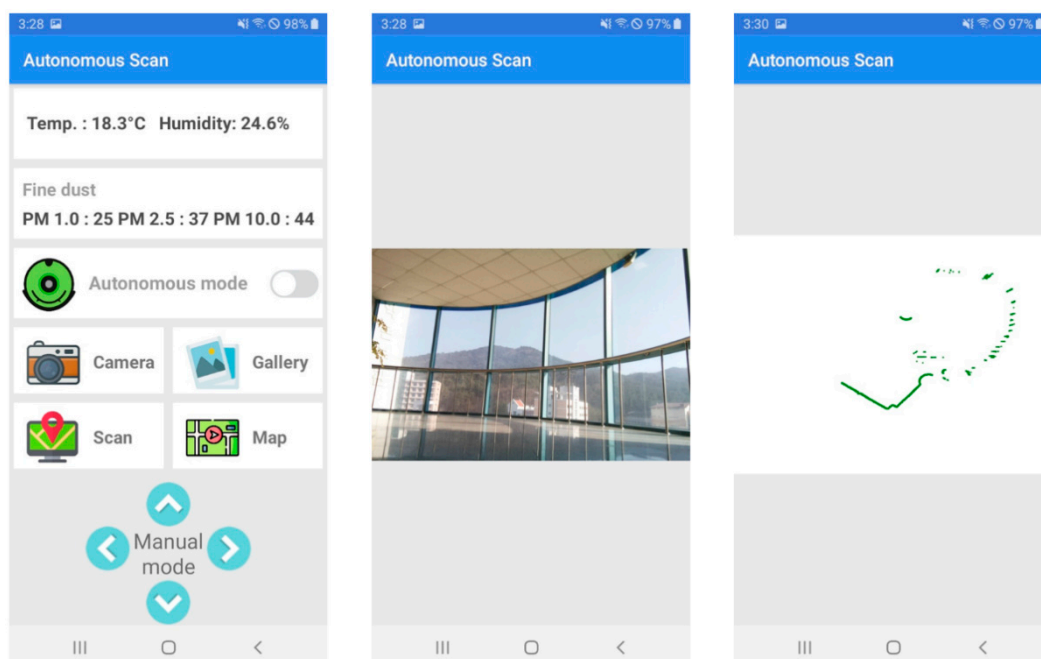 3:28 98%
Autonomous Scan
Temp. : 18.3°C Humidity: 24.6%
Fine dust
PM 1.0 : 25 PM 2.5 : 37 PM 10.0 : 44
Autonomous mode
Camera Gallery
Scan Map
Manual
mode
3:28 97%
Autonomous Scan
3:30 97%
Autonomous Scan